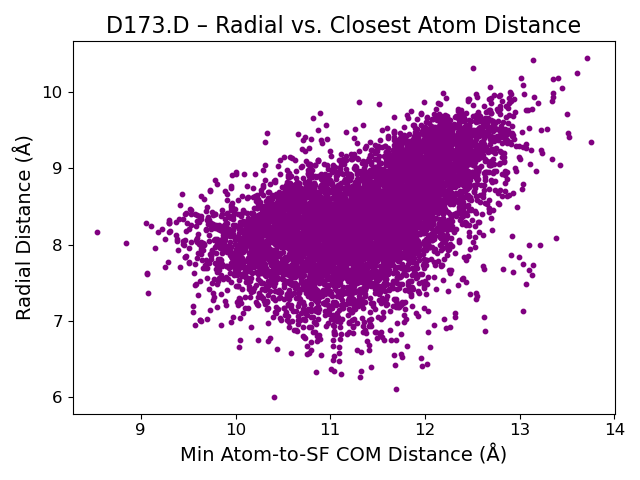 D173.D – Radial vs. Closest Atom Distance
Radial Distance (Å)
10
9
8
7
6
9 10 11 12 13 14
Min Atom-to-SF COM Distance (Å)